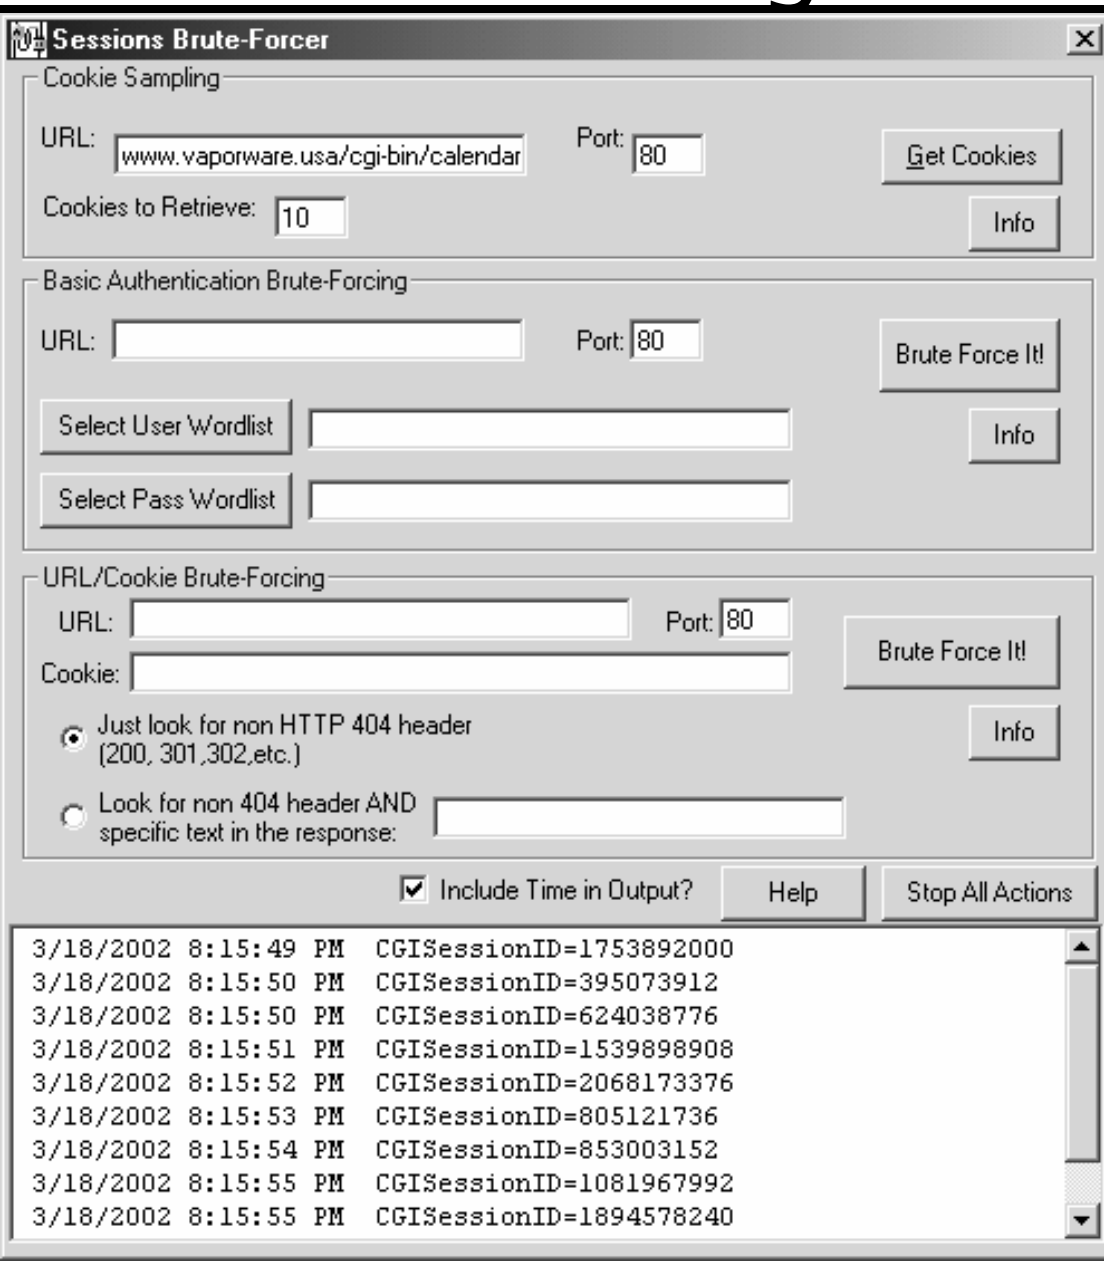 Sessions Brute-Forcer
Cookie Sampling
URL: www.vaporware.usa/cgi-bin/calendar Port: 80 Get Cookies
Cookies to Retrieve: 10 Info
Basic Authentication Brute-Forcing
URL: Port: 80 Brute Force It!
Select User Wordlist Info
Select Pass Wordlist
URL/Cookie Brute-Forcing
URL: Port: 80 Brute Force It!
Cookie:
Just look for non HTTP 404 header
(200, 301,302,etc.) Info
Look for non 404 header AND
specific text in the response:
Include Time in Output? Help Stop All Actions
3/18/2002 8:15:49 PM CGISessionID=1753892000
3/18/2002 8:15:50 PM CGISessionID=395073912
3/18/2002 8:15:50 PM CGISessionID=624038776
3/18/2002 8:15:51 PM CGISessionID=1539898908
3/18/2002 8:15:52 PM CGISessionID=2068173376
3/18/2002 8:15:53 PM CGISessionID=805121736
3/18/2002 8:15:54 PM CGISessionID=853003152
3/18/2002 8:15:55 PM CGISessionID=1081967992
3/18/2002 8:15:55 PM CGISessionID=1894578240